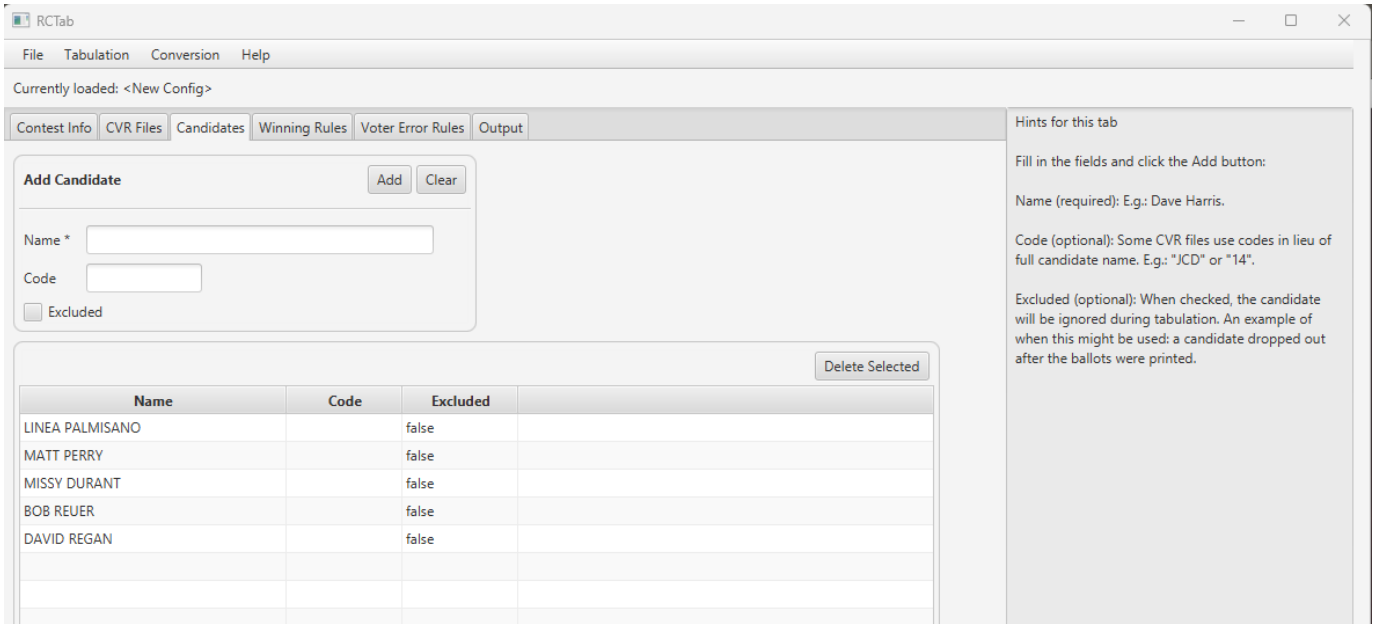 RCTab
File Tabulation Conversion Help
Currently loaded: <New Config>
Contest Info CVR Files Candidates Winning Rules Voter Error Rules Output
Add Candidate Add Clear
Name *
Code
Excluded
Delete Selected
Name Code Excluded
LINEA PALMISANO false
MATT PERRY false
MISSY DURANT false
BOB REUER false
DAVID REGAN false
Hints for this tab
Fill in the fields and click the Add button:
Name (required): E.g.: Dave Harris.
Code (optional): Some CVR files use codes in lieu of
full candidate name. E.g.: "JCD" or "14".
Excluded (optional): When checked, the candidate
will be ignored during tabulation. An example of
when this might be used: a candidate dropped out
after the ballots were printed.